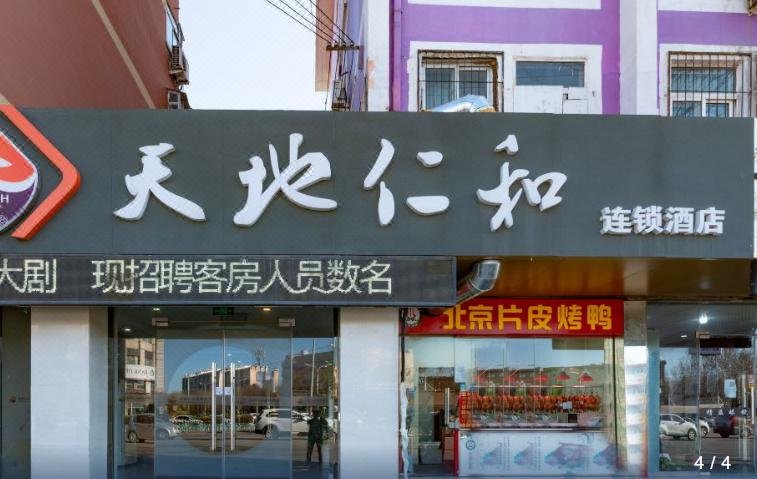 天地仁和
连锁酒店
大剧 现招聘客房人员数名
北京片皮烤鸭
4 / 4